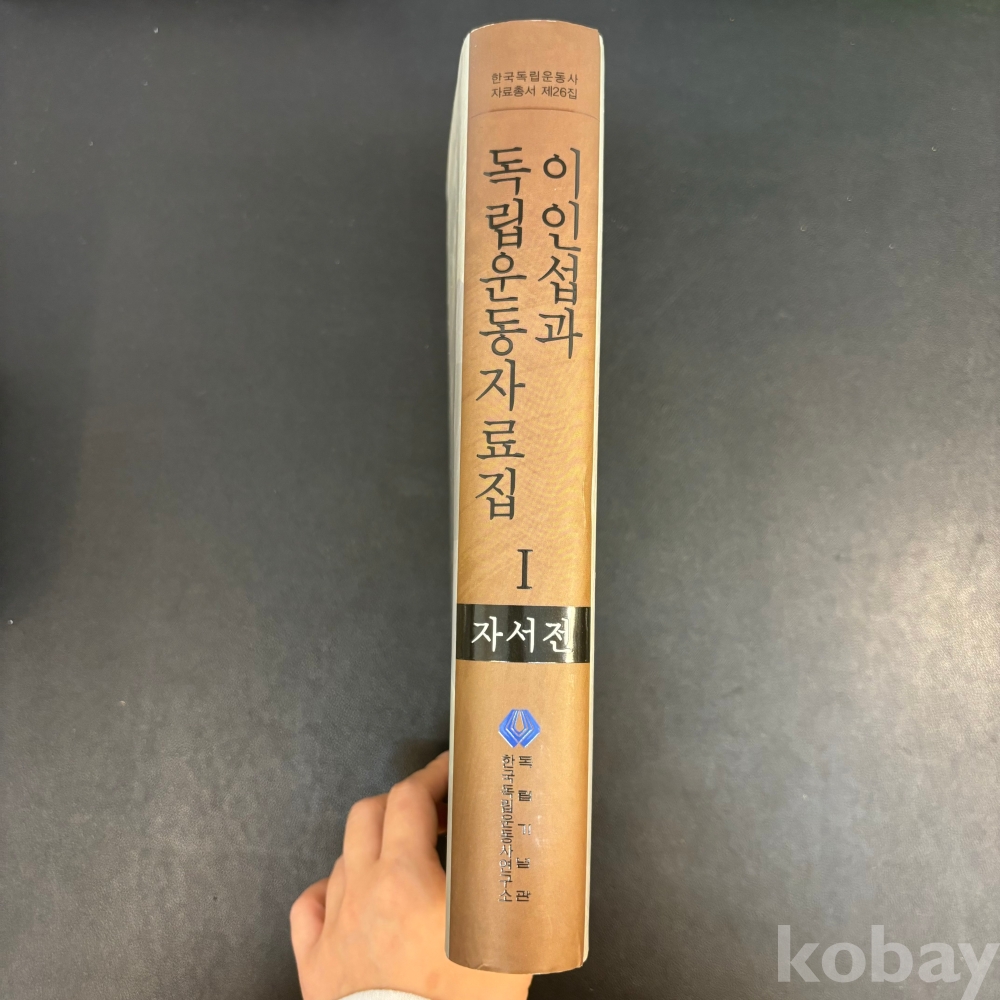 한국독립운동사
자료총서 제26집
이인섭과
독립운동자료집
I
자서전
독립기념관
한국독립운동사연구소
kobay